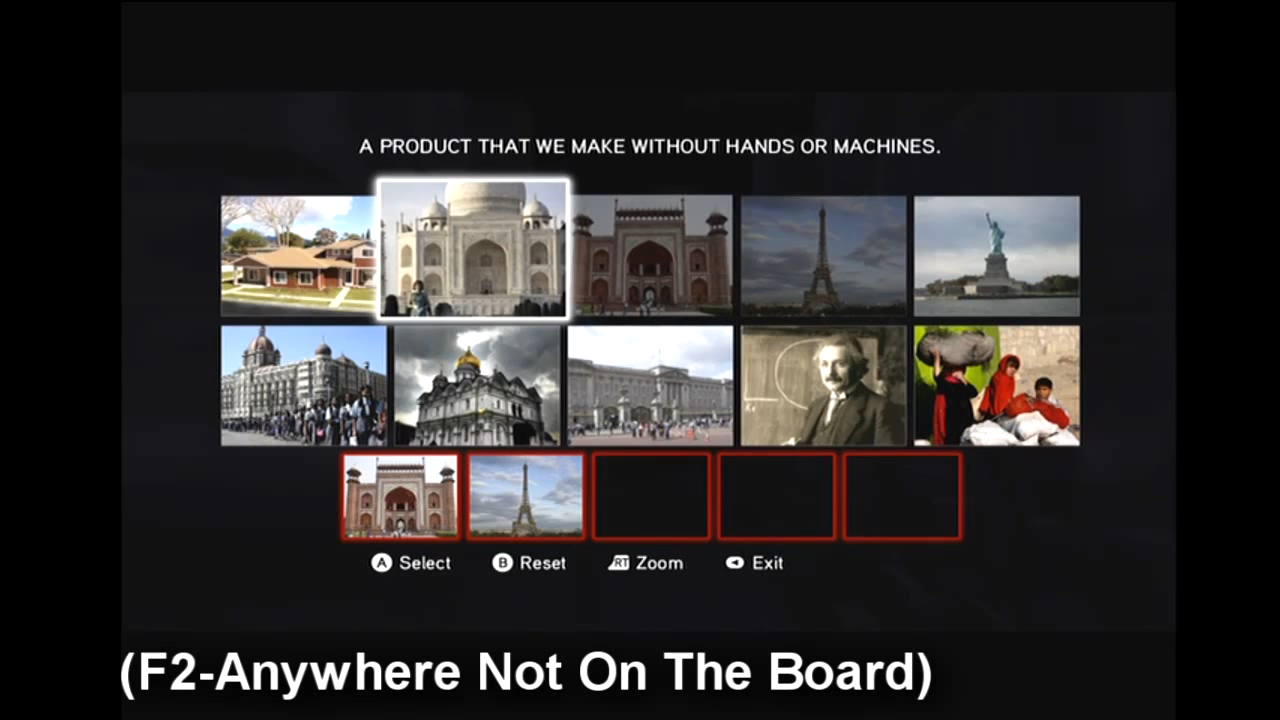 A PRODUCT THAT WE MAKE WITHOUT HANDS OR MACHINES.
A Select B Reset RT Zoom Exit
(F2-Anywhere Not On The Board)